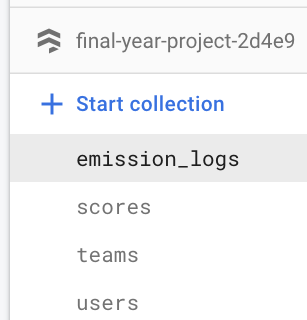 final-year-project-2d4e9
+ Start collection
emission_logs
scores
teams
users